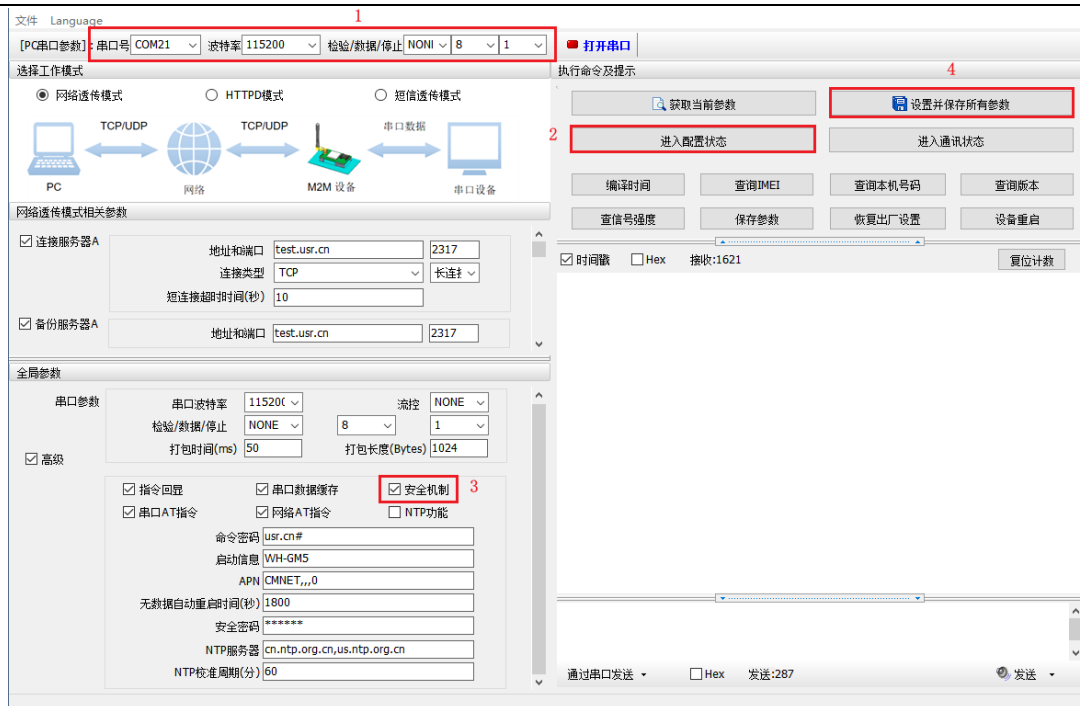 文件 Language
1
[PC串口参数]: 串口号 COM21 波特率 115200 检验/数据/停止 NONI 8 1 打开串口
选择工作模式
网络透传模式 HTTPD模式 短信透传模式
TCP/UDP TCP/UDP 串口数据
PC 网络 M2M 设备 串口设备
网络透传模式相关参数
连接服务器A
地址和端口 test.usr.cn 2317
连接类型 TCP 长连接
短连接超时时间(秒) 10
备份服务器A
地址和端口 test.usr.cn 2317
全局参数
串口参数
串口波特率 115200 流控 NONE
检验/数据/停止 NONE 8 1
打包时间(ms) 50 打包长度(Bytes) 1024
高级
指令回显 串口数据缓存 安全机制 3
串口AT指令 网络AT指令 NTP功能
命令密码 usr.cn#
启动信息 WH-GM5
APN CMNET,,,0
无数据自动重启时间(秒) 1800
安全密码 ******
NTP服务器 cn.ntp.org.cn,us.ntp.org.cn
NTP校准周期(分) 60
执行命令及提示
4
获取当前参数 设置并保存所有参数
2 进入配置状态 进入通讯状态
编译时间 查询IMEI 查询本机号码 查询版本
查信号强度 保存参数 恢复出厂设置 设备重启
时间戳 Hex 接收:1621 复位计数
通过串口发送 Hex 发送:287 发送